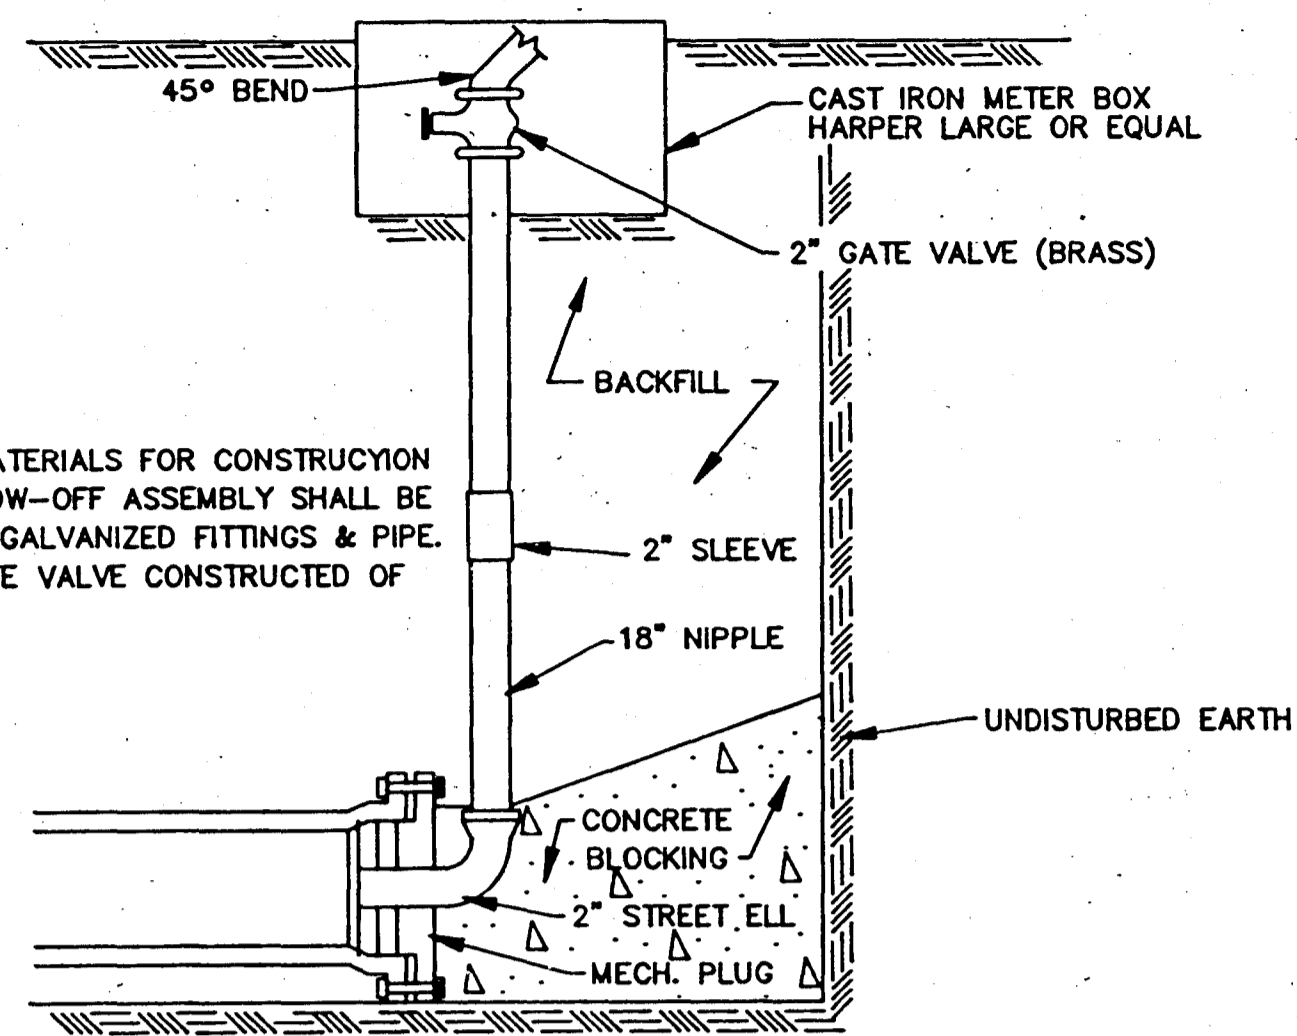 45° BEND
CAST IRON METER BOX
HARPER LARGE OR EQUAL
2" GATE VALVE (BRASS)
BACKFILL
ATERIALS FOR CONSTRUCYION
OW-OFF ASSEMBLY SHALL BE
GALVANIZED FITTINGS & PIPE.
E VALVE CONSTRUCTED OF
2" SLEEVE
18" NIPPLE
UNDISTURBED EARTH
CONCRETE
BLOCKING
2" STREET ELL
MECH. PLUG